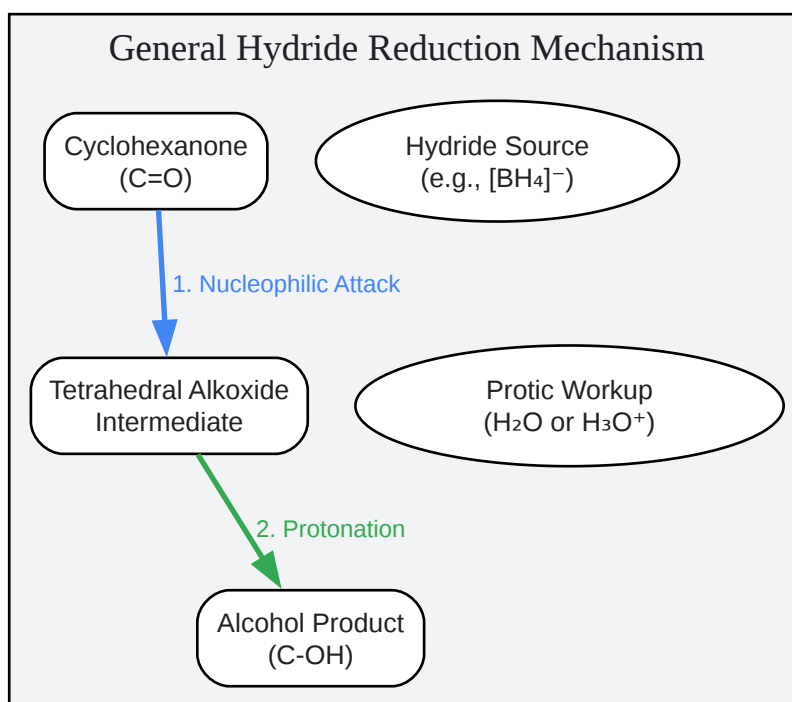 General Hydride Reduction Mechanism
Cyclohexanone
(C=O)
Hydride Source
(e.g., [BH₄]⁻)
1. Nucleophilic Attack
Tetrahedral Alkoxide
Intermediate
Protic Workup
(H₂O or H₃O⁺)
2. Protonation
Alcohol Product
(C-OH)